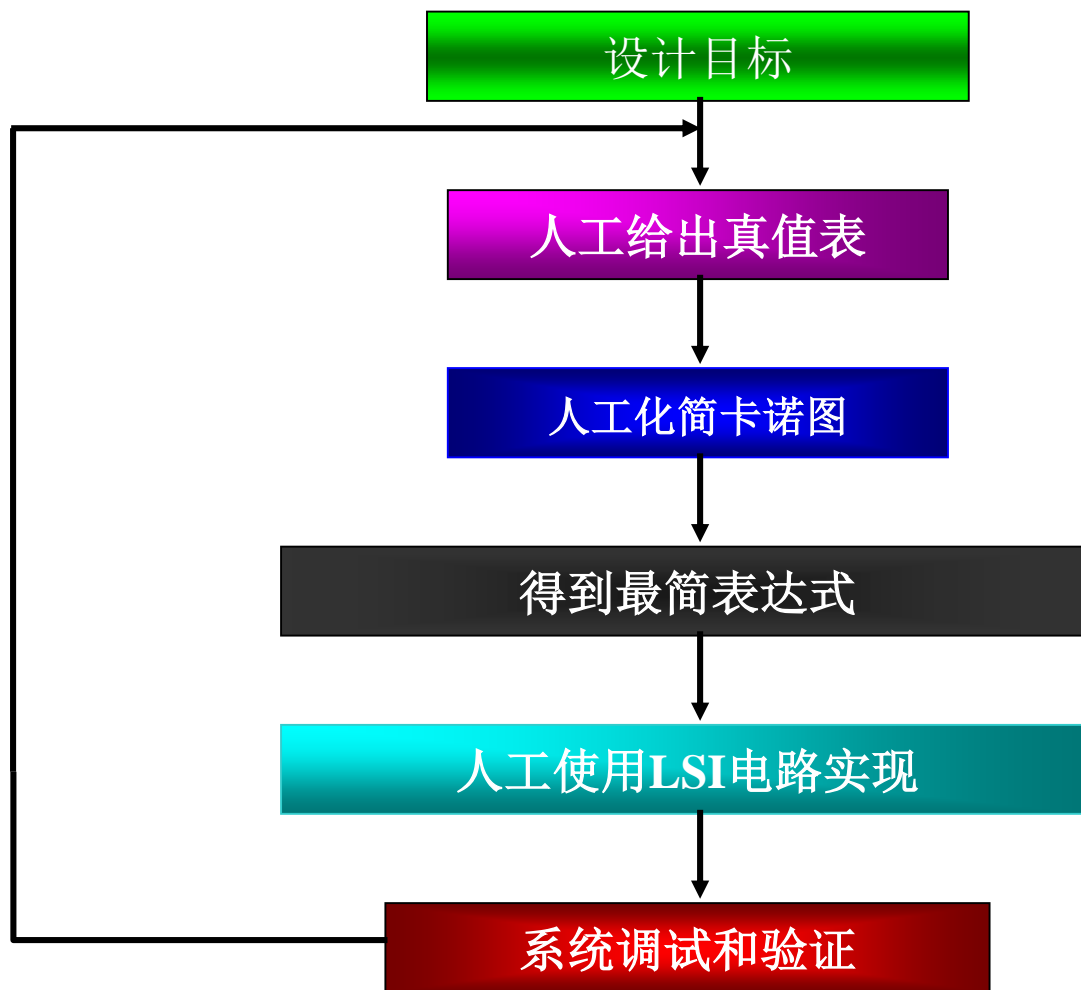 设计目标
人工给出真值表
人工化简卡诺图
得到最简表达式
人工使用LSI电路实现
系统调试和验证